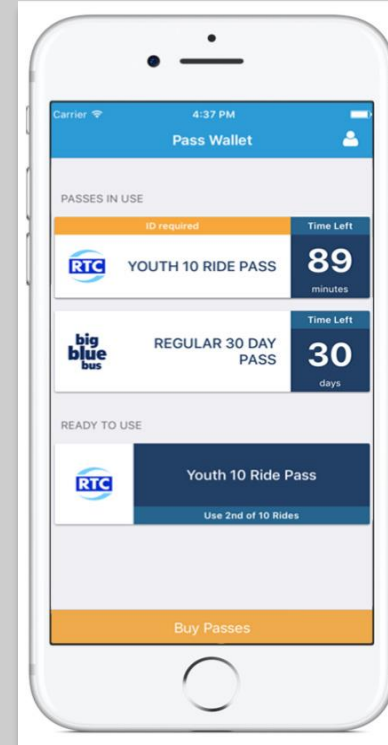 Carrier 4:37 PM
Pass Wallet
PASSES IN USE
ID required Time Left
RTC YOUTH 10 RIDE PASS 89
minutes
Time Left
big
blue
bus
REGULAR 30 DAY
PASS
30
days
READY TO USE
RTC Youth 10 Ride Pass
Use 2nd of 10 Rides
Buy Passes